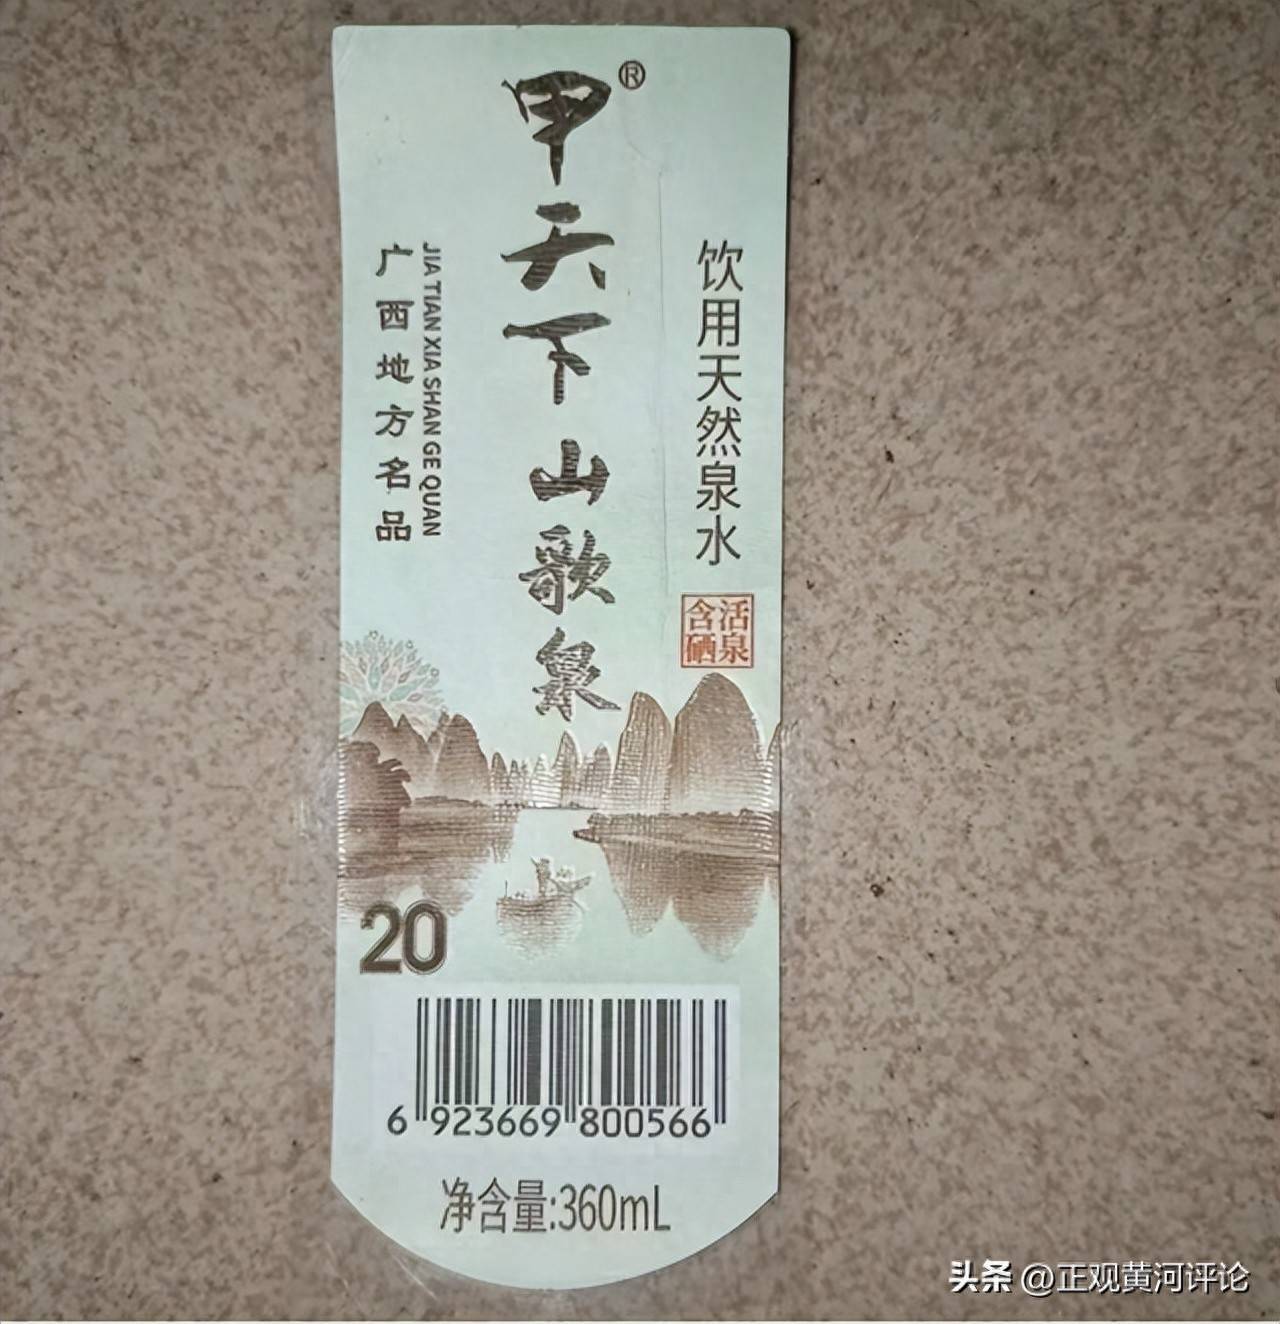 甲天下山歌泉®
饮用天然泉水
活泉
含硒
JIA TIAN XIA SHAN GE QUAN
广西地方名品
20
6 923669 800566
净含量:360mL
头条 @正观黄河评论